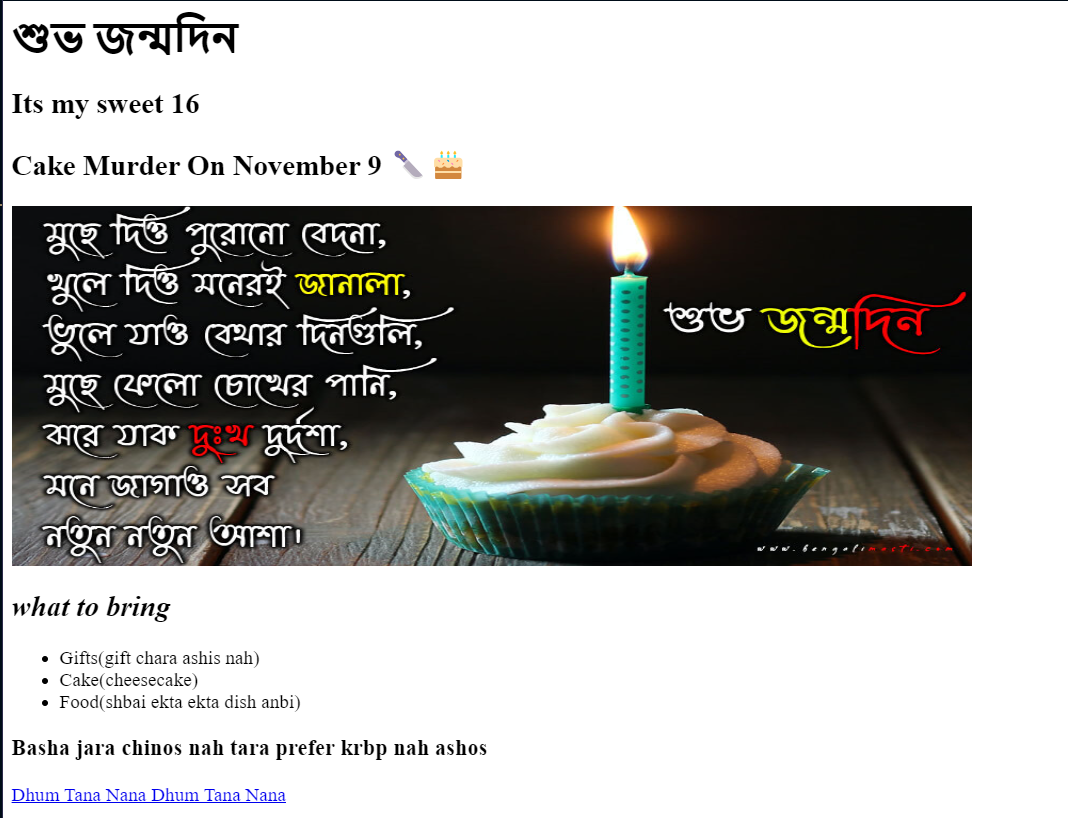 শুভ জন্মদিন
Its my sweet 16
Cake Murder On November 9 🔪 🎂
মুছে দিও পুরোনো বেদনা,
খুলে দিও মনেরই জানালা,
ভুলে যাও বেথার দিনগুলি,
মুছে ফেলো চোখের পানি,
ঝরে যাক দুঃখ দুর্দশা,
মনে জাগাও সব
নতুন নতুন আশা।
শুভ জন্মদিন
www.bengalimasti.com
what to bring
Gifts(gift chara ashis nah)
Cake(cheesecake)
Food(shbai ekta ekta dish anbi)
Basha jara chinos nah tara prefer krbp nah ashos
Dhum Tana Nana Dhum Tana Nana